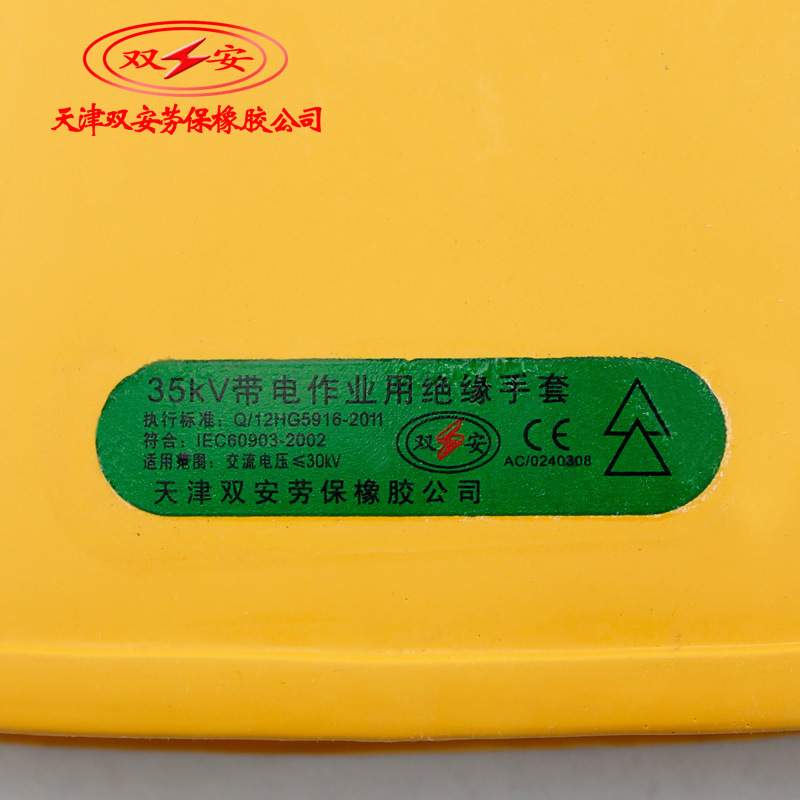 双安
天津双安劳保橡胶公司
35kV带电作业用绝缘手套
执行标准：Q/12HG5916-2011
符合：IEC60903-2002
适用范围：交流电压≤30kV
双安
CE
AC/0240308
天津双安劳保橡胶公司